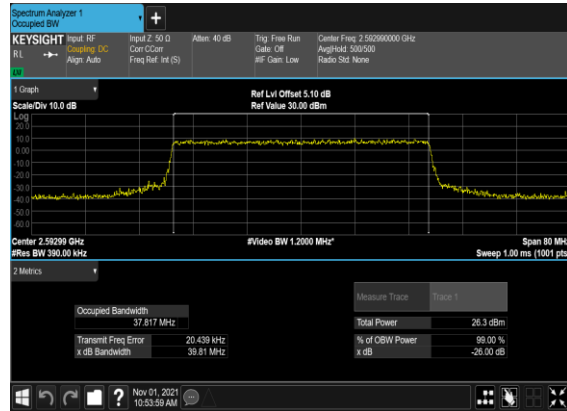 Spectrum Analyzer 1
Occupied BW
+
KEYSIGHT Input: RF Input Z: 50 Ω Atten: 40 dB Trig: Free Run Center Freq: 2.592990000 GHz
RL Coupling: DC Corr CCorr Gate: Off Avg|Hold: 500/500
Align: Auto Freq Ref: Int (S) #IF Gain: Low Radio Std: None
LW
1 Graph
Ref Lvl Offset 5.10 dB
Scale/Div 10.0 dB Ref Value 30.00 dBm
Log
20.0
10.0
0.00
-10.0
-20.0
-30.0
-40.0
-50.0
-60.0
Center 2.59299 GHz #Video BW 1.2000 MHz* Span 80 MHz
#Res BW 390.00 kHz Sweep 1.00 ms (1001 pts
2 Metrics
Measure Trace Trace 1
Occupied Bandwidth
37.817 MHz Total Power 26.3 dBm
Transmit Freq Error 20.439 kHz % of OBW Power 99.00 %
x dB Bandwidth 39.81 MHz x dB -26.00 dB
? Nov 01, 2021
10:53:59 AM